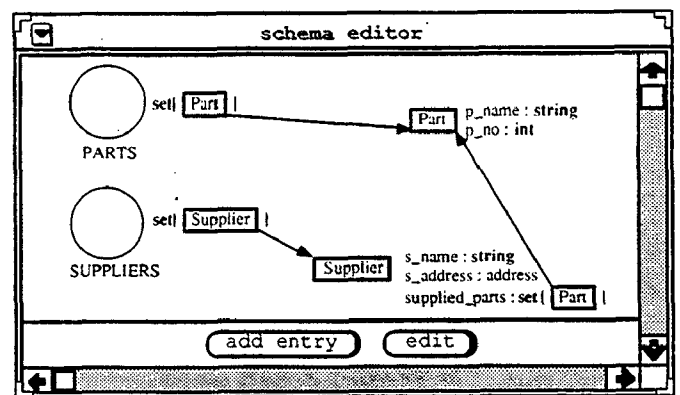 schema editor
set{ Part }
PARTS
Part
p_name : string
p_no : int
set{ Supplier }
SUPPLIERS
Supplier
s_name : string
s_address : address
supplied_parts : set{ Part }
add entry
edit